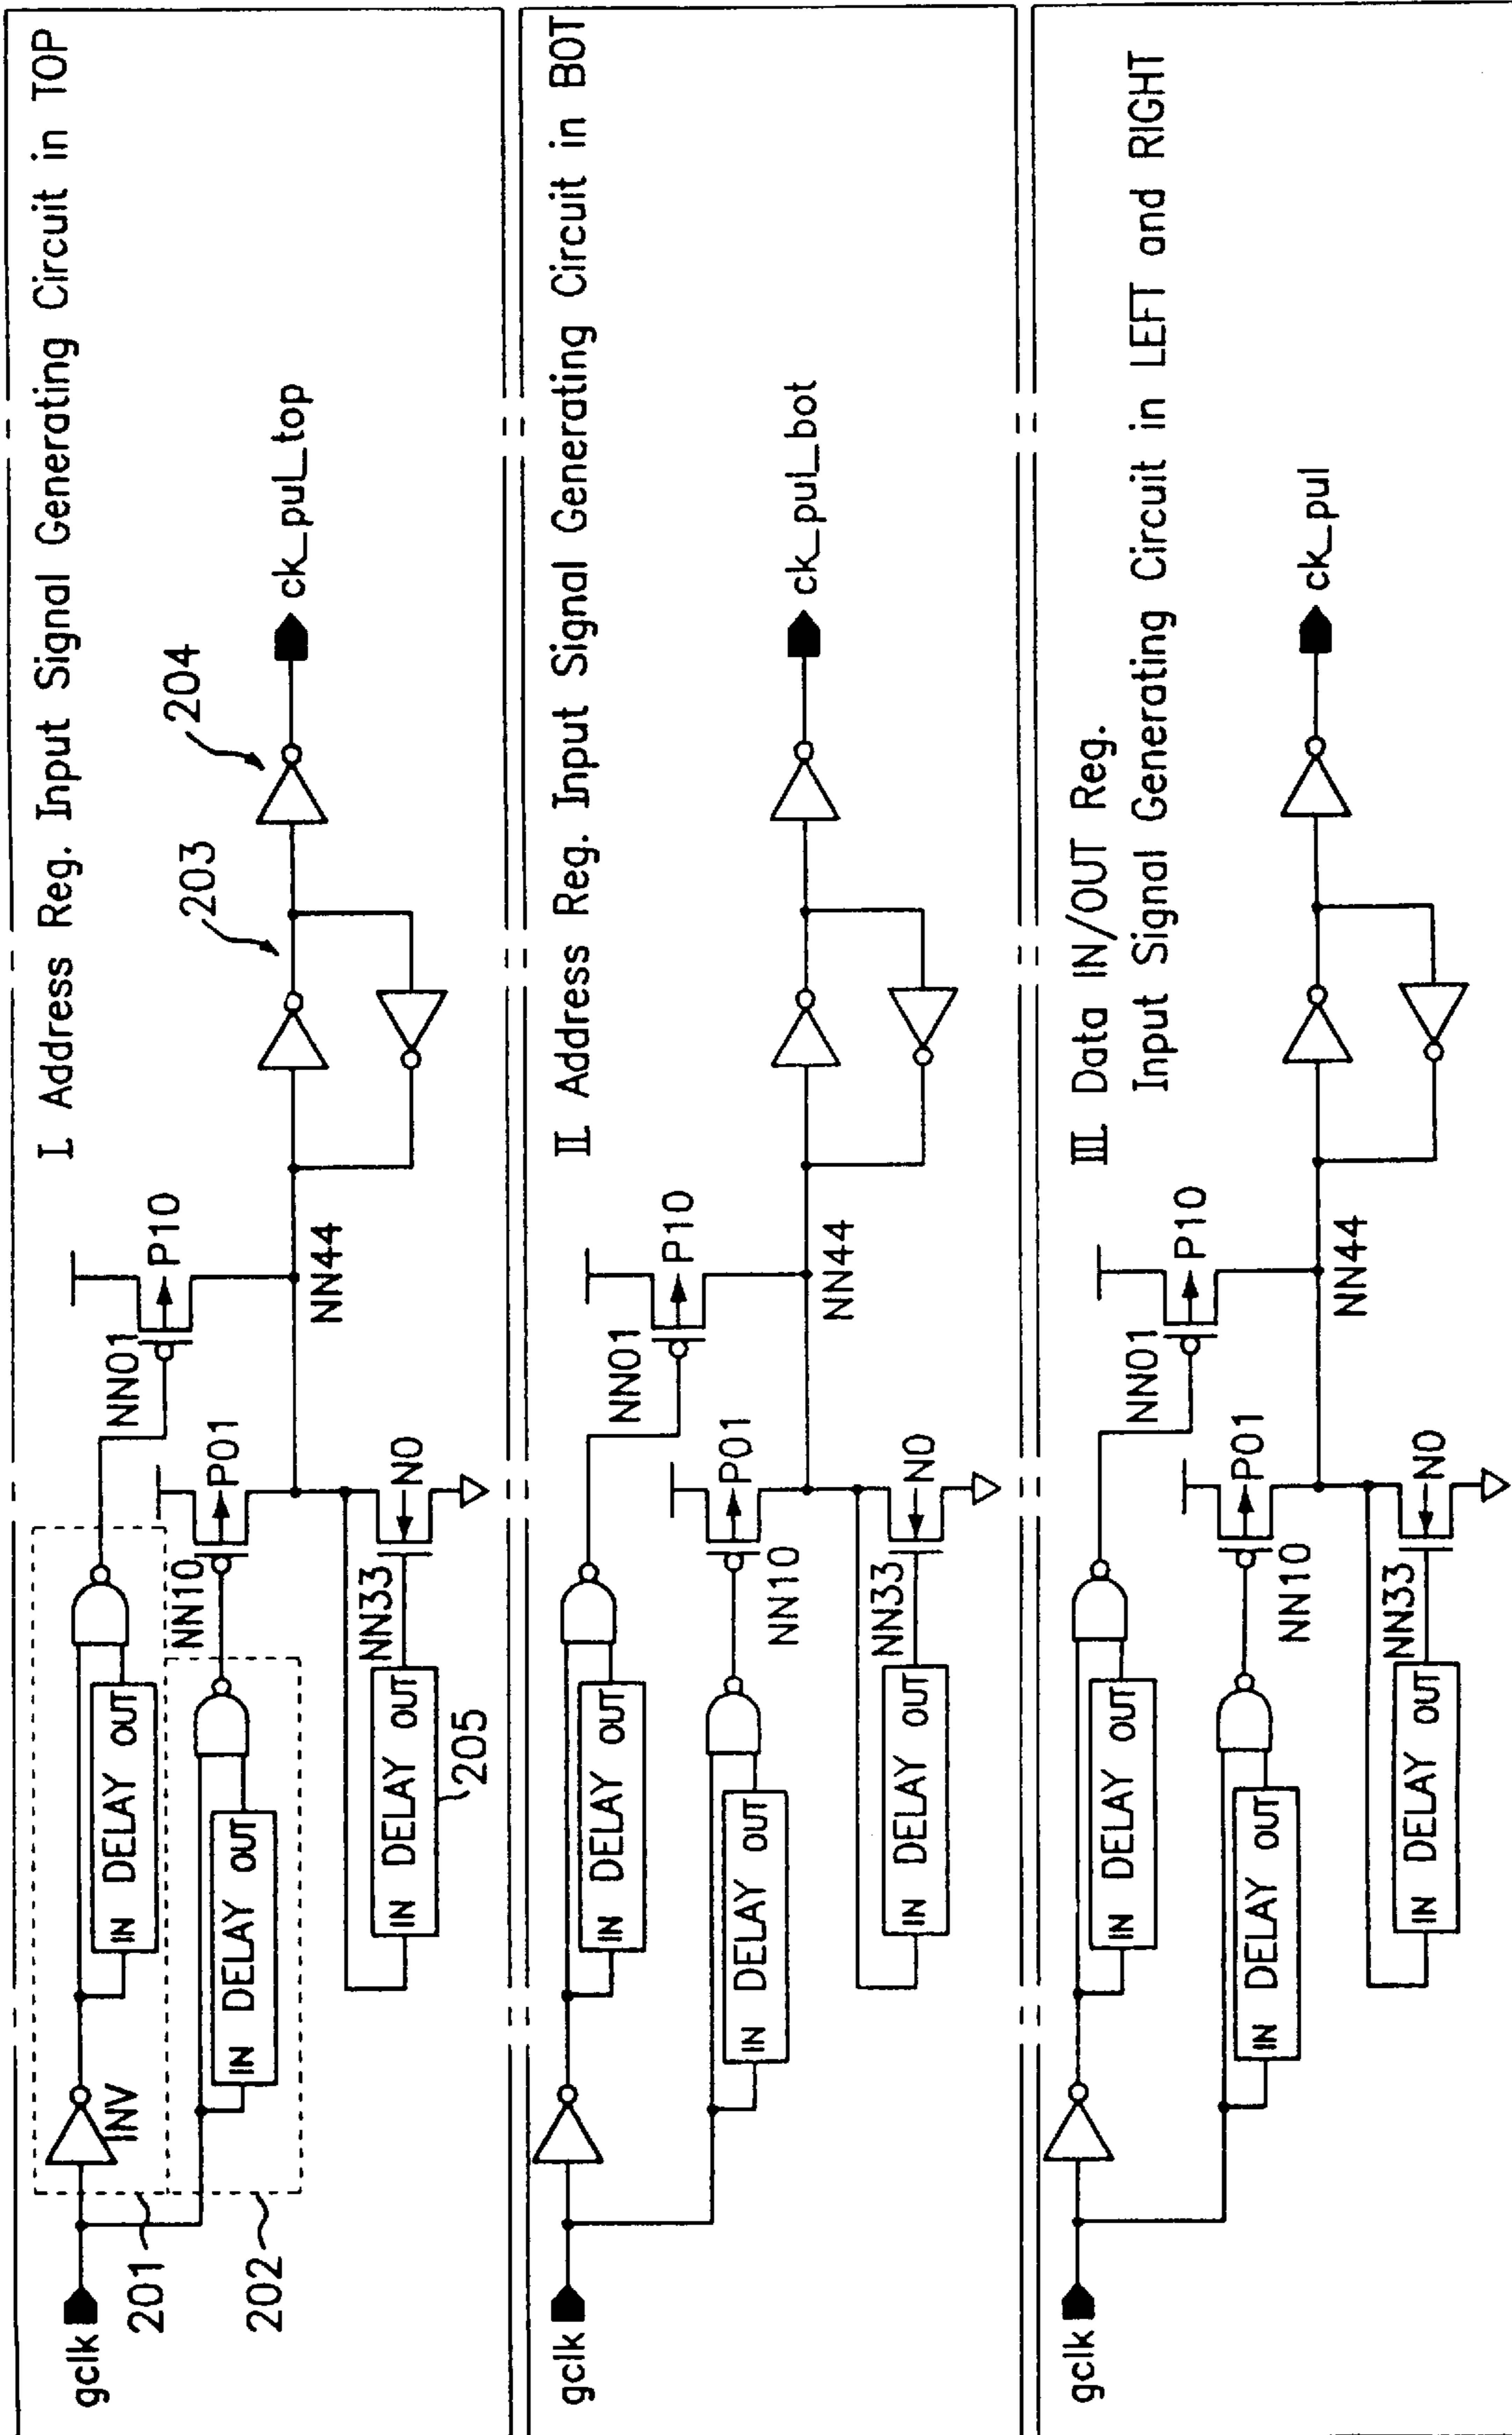 I. Address Reg. Input Signal Generating Circuit in TOP
gclk
INV
IN DELAY OUT
NN01
P10
201
202
IN DELAY OUT
NN10
P01
NN44
203
204
ck_pul_top
IN DELAY OUT
NN33
N0
205
II. Address Reg. Input Signal Generating Circuit in BOT
gclk
IN DELAY OUT
NN01
P10
IN DELAY OUT
NN10
P01
NN44
ck_pul_bot
IN DELAY OUT
NN33
N0
III. Data IN/OUT Reg.
Input Signal Generating Circuit in LEFT and RIGHT
gclk
IN DELAY OUT
NN01
P10
IN DELAY OUT
NN10
P01
NN44
ck_pul
IN DELAY OUT
NN33
N0